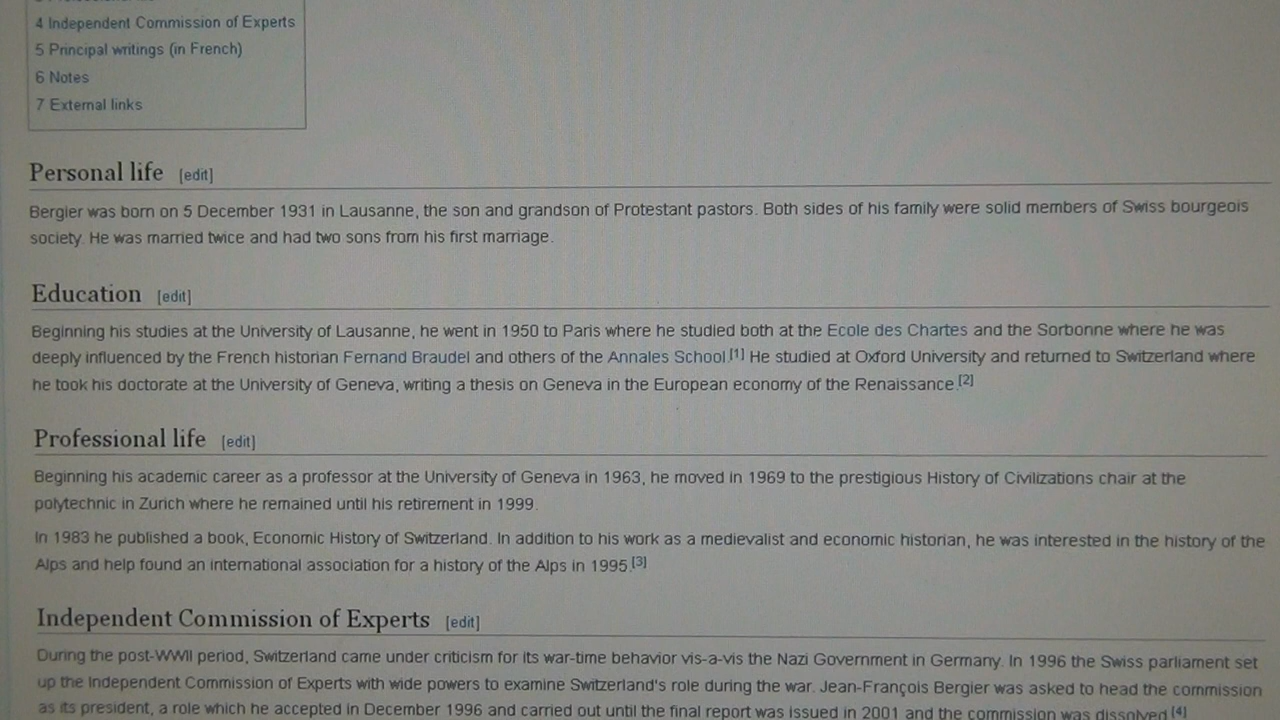 4 Independent Commission of Experts
5 Principal writings (in French)
6 Notes
7 External links
Personal life [edit]
Bergier was born on 5 December 1931 in Lausanne, the son and grandson of Protestant pastors. Both sides of his family were solid members of Swiss bourgeois
society. He was married twice and had two sons from his first marriage.
Education [edit]
Beginning his studies at the University of Lausanne, he went in 1950 to Paris where he studied both at the Ecole des Chartes and the Sorbonne where he was
deeply influenced by the French historian Fernand Braudel and others of the Annales School.[1] He studied at Oxford University and returned to Switzerland where
he took his doctorate at the University of Geneva, writing a thesis on Geneva in the European economy of the Renaissance.[2]
Professional life [edit]
Beginning his academic career as a professor at the University of Geneva in 1963, he moved in 1969 to the prestigious History of Civilizations chair at the
polytechnic in Zurich where he remained until his retirement in 1999.
In 1983 he published a book, Economic History of Switzerland. In addition to his work as a medievalist and economic historian, he was interested in the history of the
Alps and help found an international association for a history of the Alps in 1995.[3]
Independent Commission of Experts [edit]
During the post-WWII period, Switzerland came under criticism for its war-time behavior vis-a-vis the Nazi Government in Germany. In 1996 the Swiss parliament set
up the Independent Commission of Experts with wide powers to examine Switzerland's role during the war. Jean-François Bergier was asked to head the commission
as its president, a role which he accepted in December 1996 and carried out until the final report was issued in 2001 and the commission was dissolved.[4]